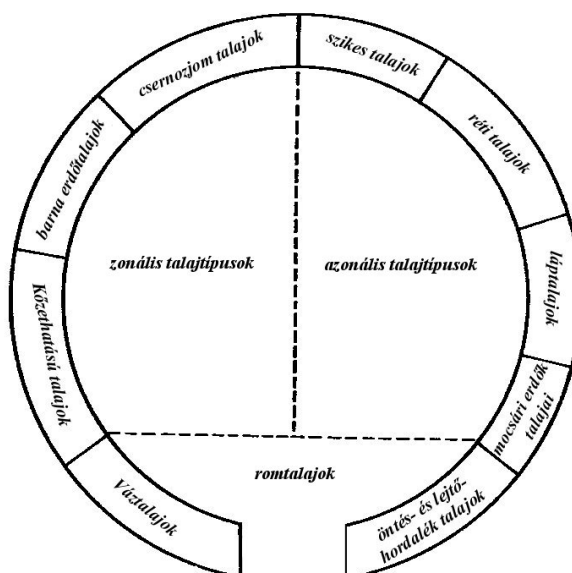 csernozjom talajok
szikes talajok
réti talajok
barna erdőtalajok
zonális talajtípusok
azonális talajtípusok
láptalajok
Kőzethatású talajok
mocsári erdők
talajai
romtalajok
Váztalajok
öntés- és lejtő-
hordalék talajok